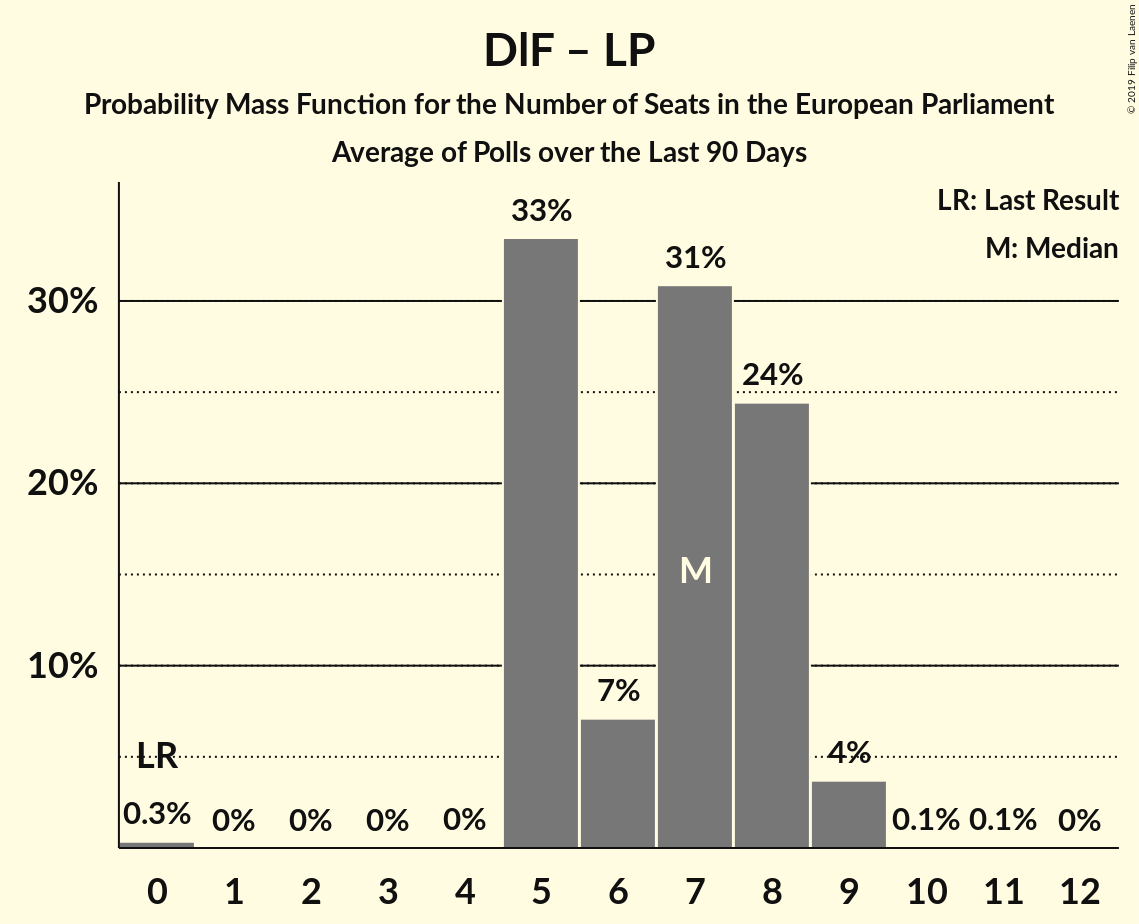 DlF – LP
Probability Mass Function for the Number of Seats in the European Parliament
Average of Polls over the Last 90 Days
© 2019 Filip van Laenen
LR: Last Result
M: Median
33%
31%
30%
24%
20%
M
10%
7%
LR
4%
0.3% 0% 0% 0% 0% 0.1% 0.1% 0%
0 1 2 3 4 5 6 7 8 9 10 11 12